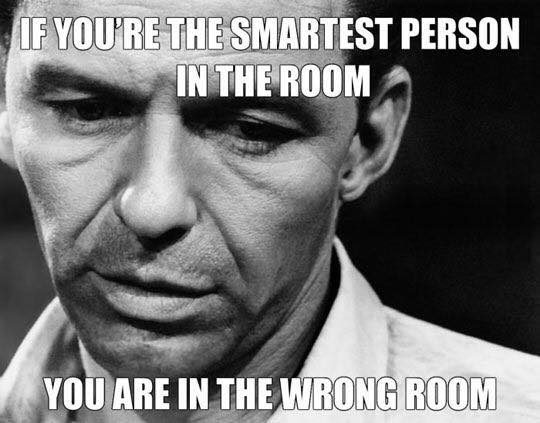 IF YOU'RE THE SMARTEST PERSON
IN THE ROOM
YOU ARE IN THE WRONG ROOM